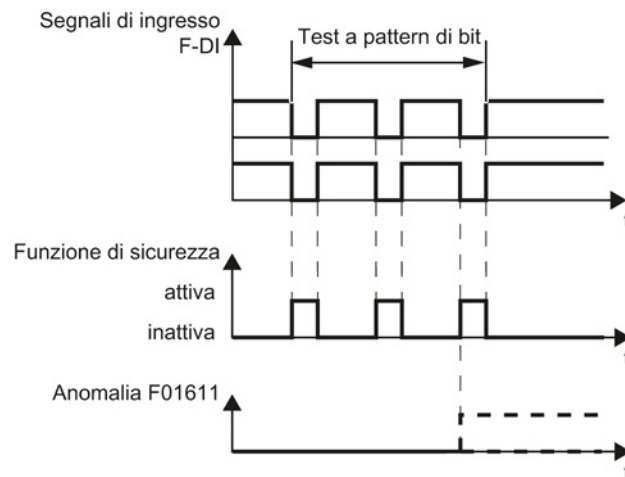 Segnali di ingresso
F-DI
Test a pattern di bit
t
Funzione di sicurezza
attiva
inattiva
t
Anomalia F01611
t